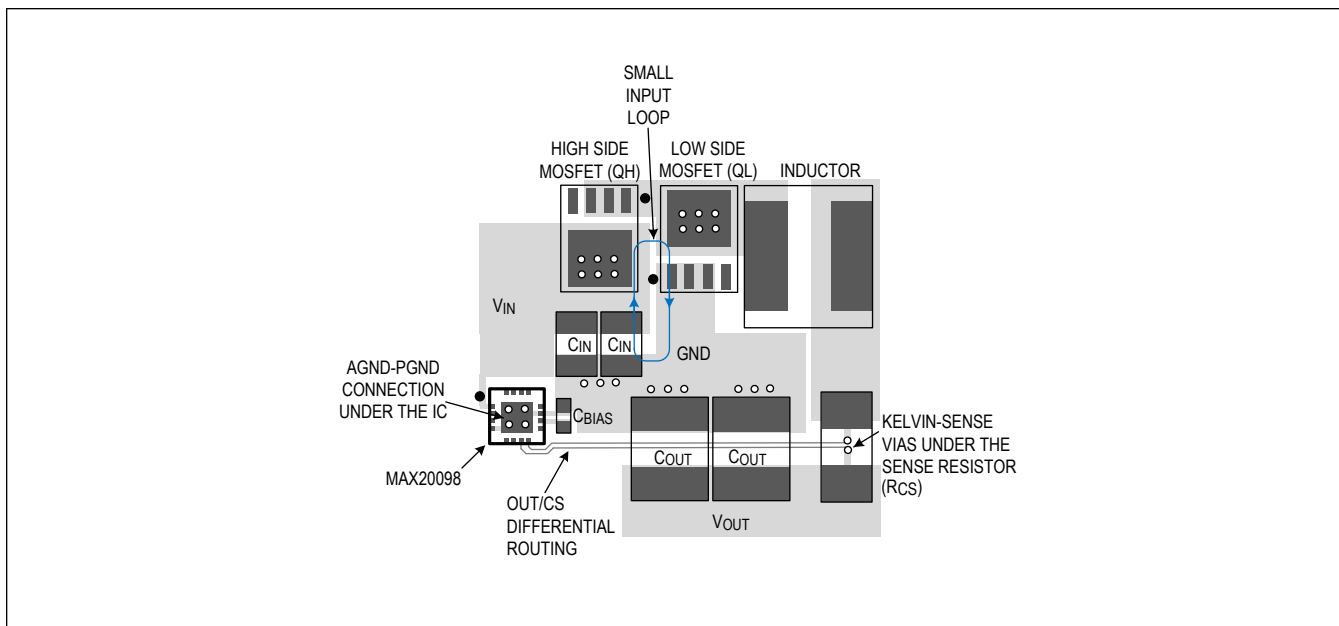 SMALL
INPUT
LOOP
HIGH SIDE
MOSFET (QH)
LOW SIDE
MOSFET (QL)
INDUCTOR
VIN
CIN
CIN
GND
AGND-PGND
CONNECTION
UNDER THE IC
CBIAS
MAX20098
COUT
COUT
KELVIN-SENSE
VIAS UNDER THE
SENSE RESISTOR
(RCS)
OUT/CS
DIFFERENTIAL
ROUTING
VOUT